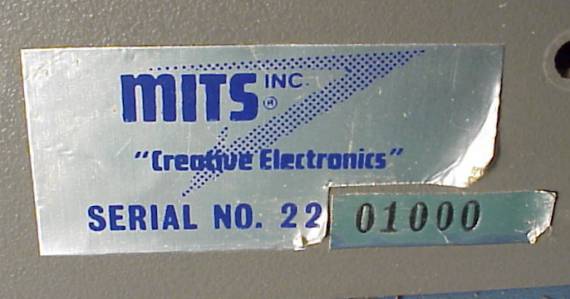 MITS INC.
®
"Creative Electronics"
SERIAL NO. 22 01000